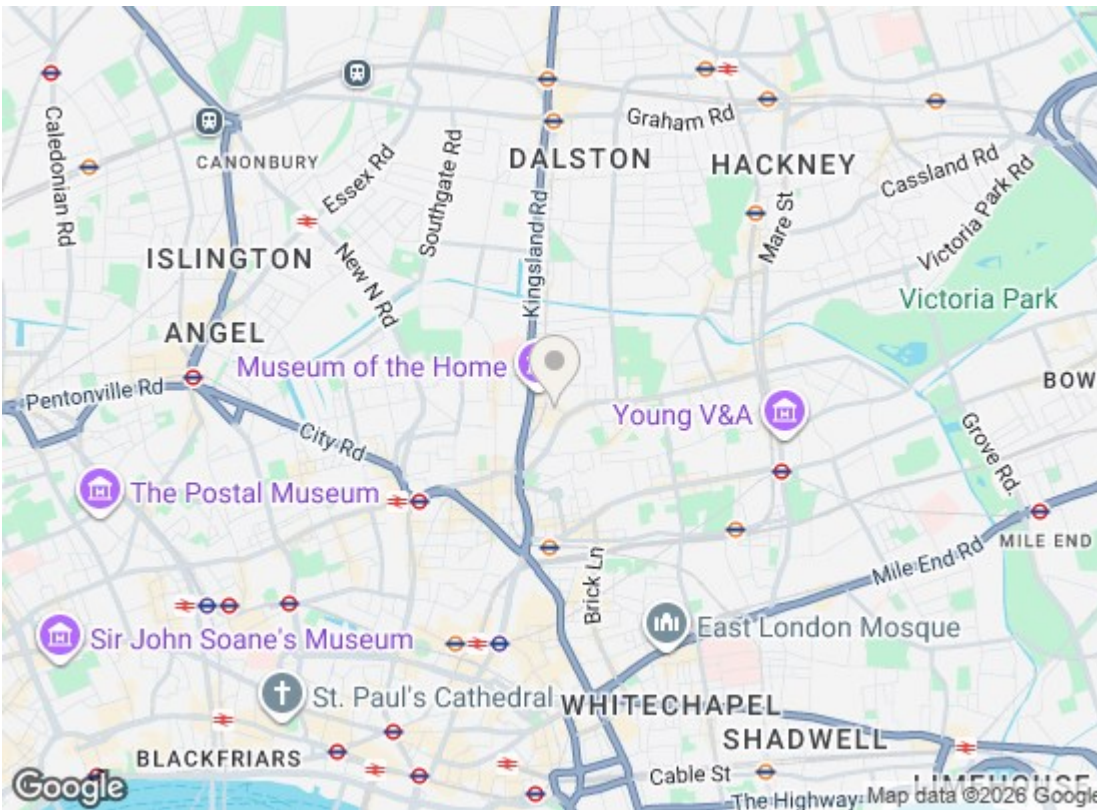 Caledonian Rd
CANONBURY
Essex Rd
Southgate Rd
Graham Rd
DALSTON
HACKNEY
Cassland Rd
Kingsland Rd
Mare St
Victoria Park Rd
ISLINGTON
New N Rd
Victoria Park
ANGEL
Museum of the Home
Pentonville Rd
BOW
Young V&A
City Rd
Grove Rd.
The Postal Museum
MILE END
Mile End Rd
Brick Ln
Sir John Soane's Museum
East London Mosque
St. Paul's Cathedral
WHITECHAPEL
SHADWELL
BLACKFRIARS
Cable St
LIMEHOUSE
Google
The Highway
Map data ©2026 Google